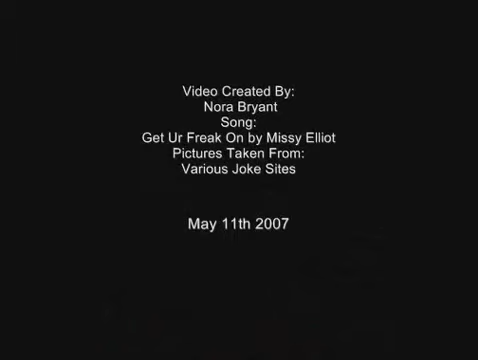 Video Created By:
Nora Bryant
Song:
Get Ur Freak On by Missy Elliot
Pictures Taken From:
Various Joke Sites
May 11th 2007